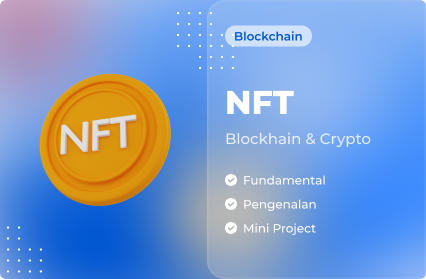 NFT
Blockchain
NFT
Blockhain & Crypto
Fundamental
Pengenalan
Mini Project